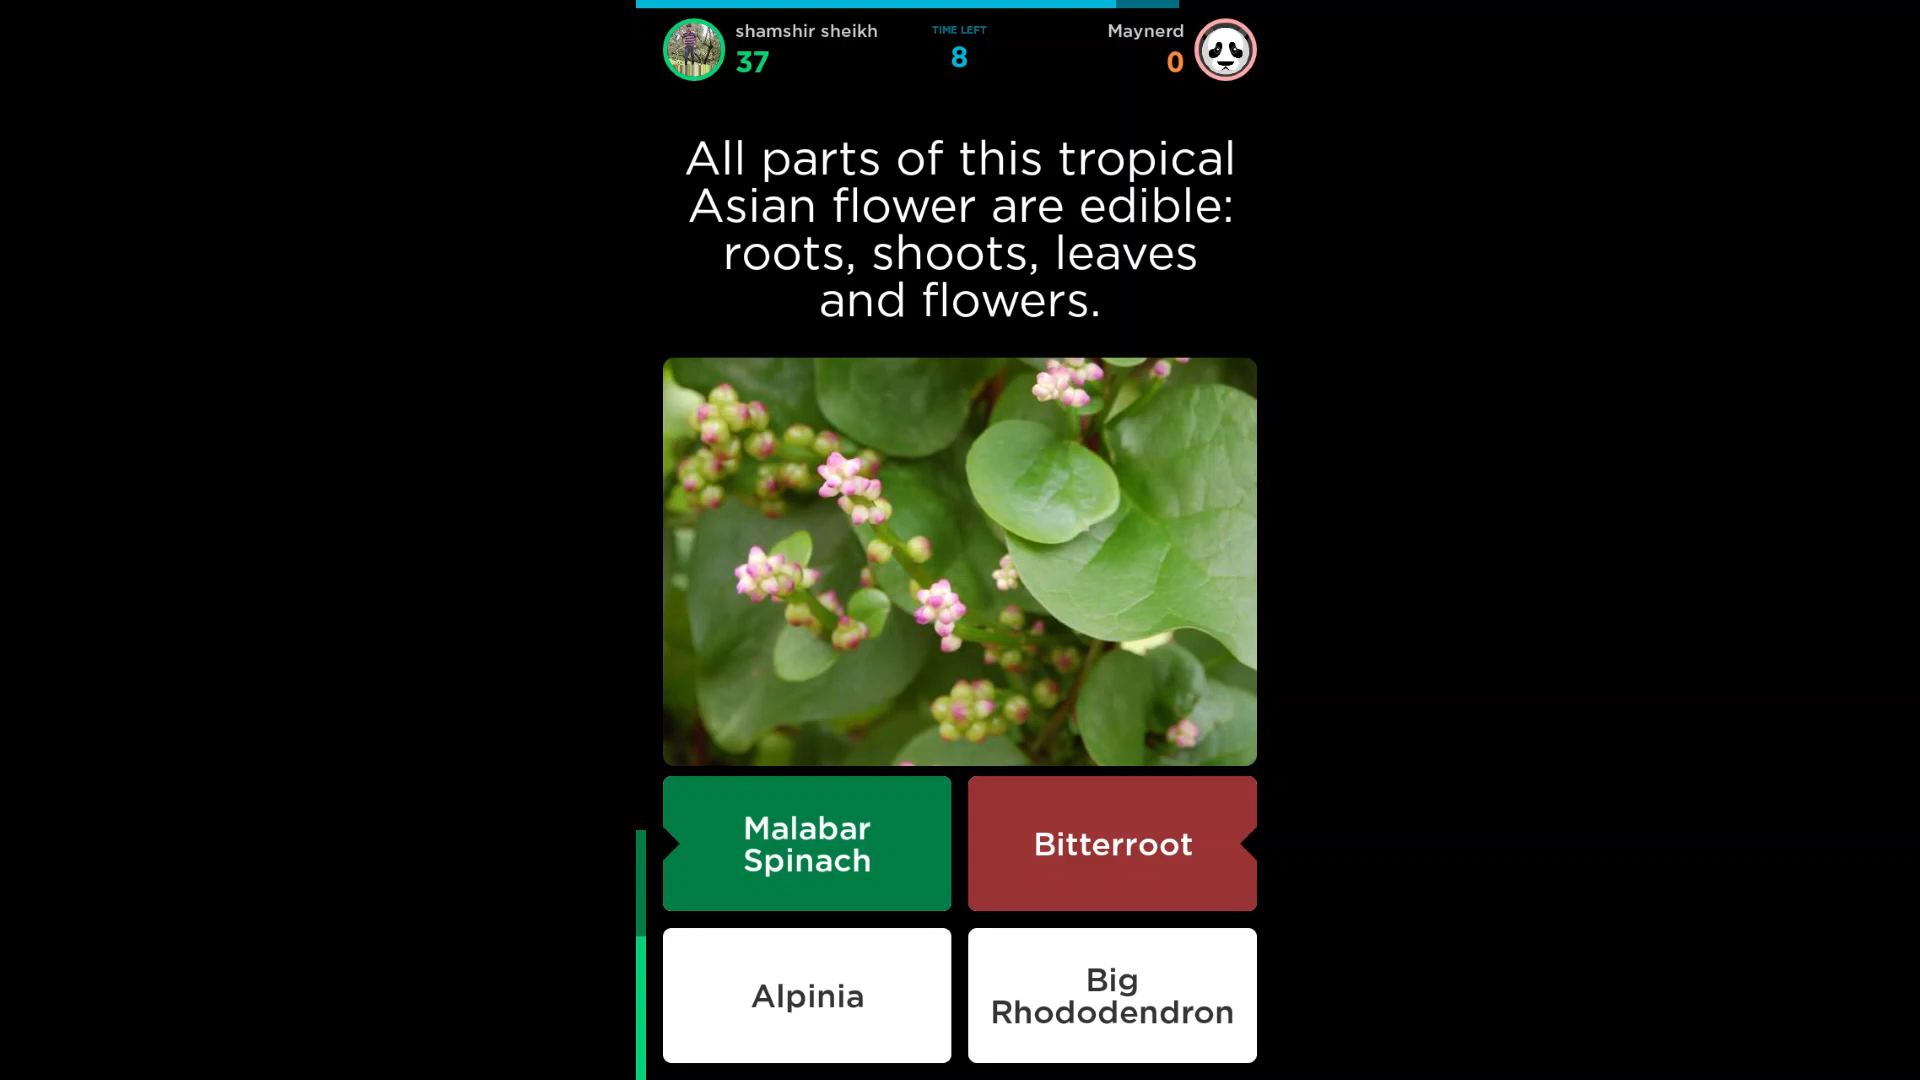 shamshir sheikh
37
TIME LEFT
8
Maynerd
0
All parts of this tropical
Asian flower are edible:
roots, shoots, leaves
and flowers.
Malabar
Spinach
Bitterroot
Alpinia
Big
Rhododendron